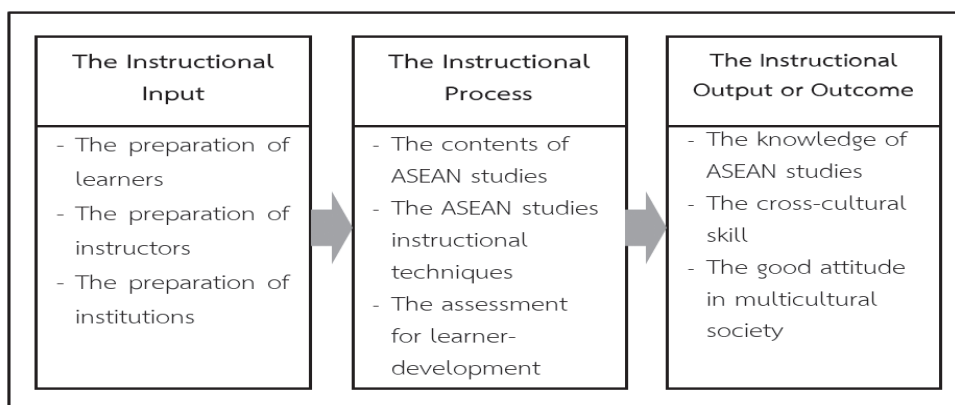 The Instructional
Input
- The preparation of
learners
- The preparation of
instructors
- The preparation of
institutions
The Instructional
Process
- The contents of
ASEAN studies
- The ASEAN studies
instructional
techniques
- The assessment
for learner-
development
The Instructional
Output or Outcome
- The knowledge of
ASEAN studies
- The cross-cultural
skill
- The good attitude
in multicultural
society